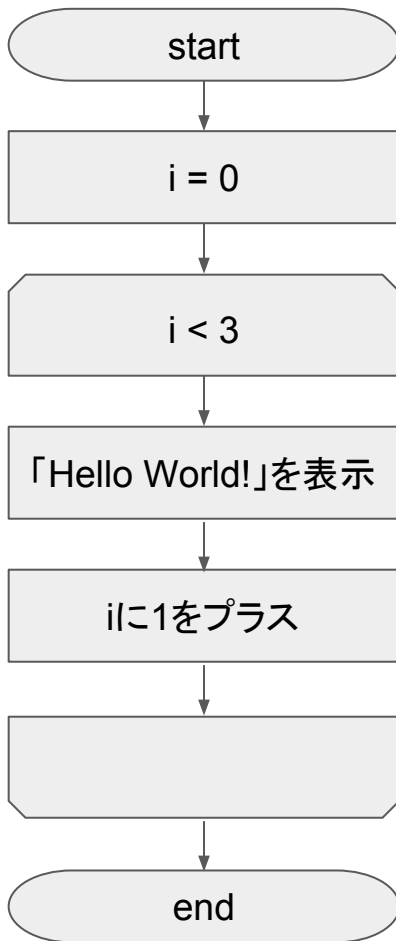 start
i = 0
i < 3
「Hello World!」を表示
iに1をプラス
end